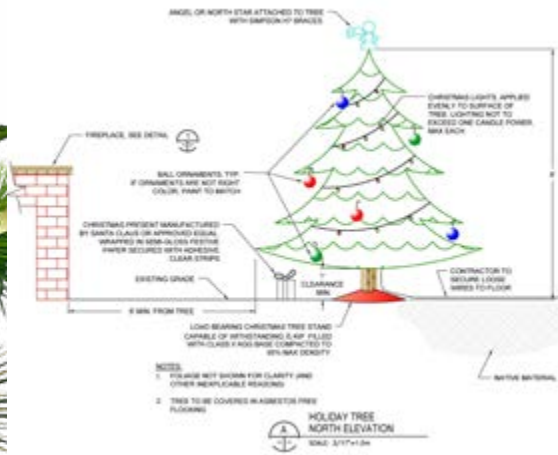 ANGEL OR NORTH STAR ATTACHED TO TREE
WITH SIMPSON H7 BRACES
CHRISTMAS LIGHTS, APPLIED
EVENLY TO SURFACE OF
TREE. LIGHTING NOT TO
EXCEED ONE CANDLE POWER
MAX EACH
FIREPLACE, SEE DETAIL
BALL ORNAMENTS, TYP.
IF ORNAMENTS ARE NOT RIGHT
COLOR, PAINT TO MATCH
CHRISTMAS PRESENT MANUFACTURED
BY SANTA CLAUS OR APPROVED EQUAL
WRAPPED IN SEMI-GLOSS FESTIVE
PAPER SECURED WITH ADHESIVE
CLEAR STRIPS
EXISTING GRADE
CLEARANCE
MIN.
CONTRACTOR TO
SECURE LOOSE
WIRES TO FLOOR
MIN. FROM TREE
LOAD BEARING CHRISTMAS TREE STAND
CAPABLE OF WITHSTANDING FILLED
WITH CLASS AGG BASE COMPACTED TO
MAX DENSITY
NATIVE MATERIAL
NOTES:
1. FOLIAGE NOT SHOWN FOR CLARITY (AND
OTHER INEXPLICABLE REASONS)
2. TREE TO BE COVERED IN ASBESTOS FREE
FLOCKING
A
HOLIDAY TREE
NORTH ELEVATION
SCALE: